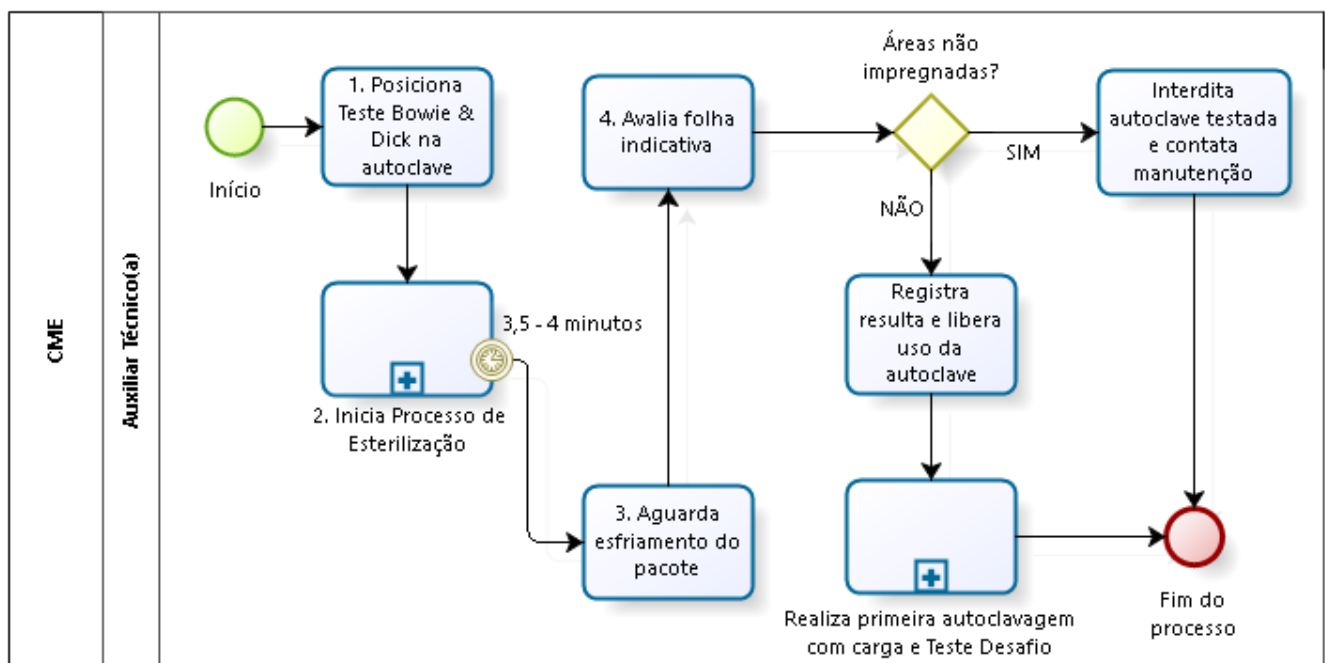 CME
Auxiliar Técnico(a)
Início
1. Posiciona
Teste Bowie &
Dick na
autoclave
2. Inicia Processo de
Esterilização
3,5 - 4 minutos
3. Aguarda
esfriamento do
pacote
4. Avalia folha
indicativa
Áreas não
impregnadas?
SIM
NÃO
Interdita
autoclave testada
e contata
manutenção
Registra
resulta e libera
uso da
autoclave
Realiza primeira autoclavagem
com carga e Teste Desafio
Fim do
processo